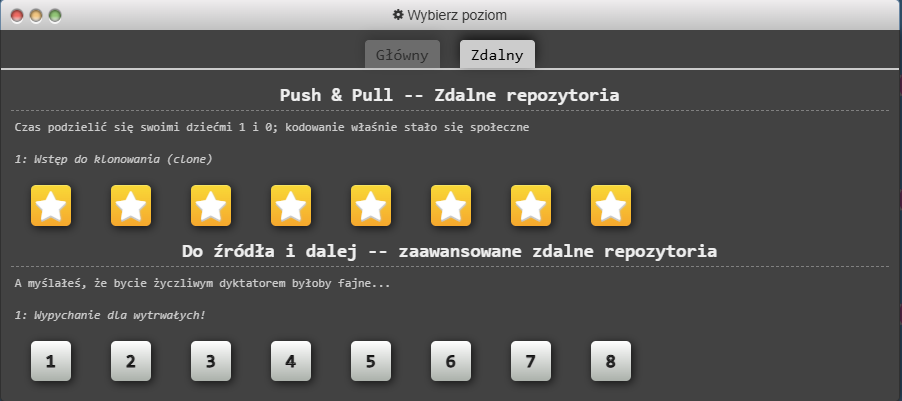 Wybierz poziom
Główny Zdalny
Push & Pull -- Zdalne repozytoria
Czas podzielić się swoimi dziećmi 1 i 0; kodowanie właśnie stało się społeczne
1: Wstęp do klonowania (clone)
Do źródła i dalej -- zaawansowane zdalne repozytoria
A myślałeś, że bycie życzliwym dyktatorem byłoby fajne...
1: Wypychanie dla wytrwałych!
1 2 3 4 5 6 7 8